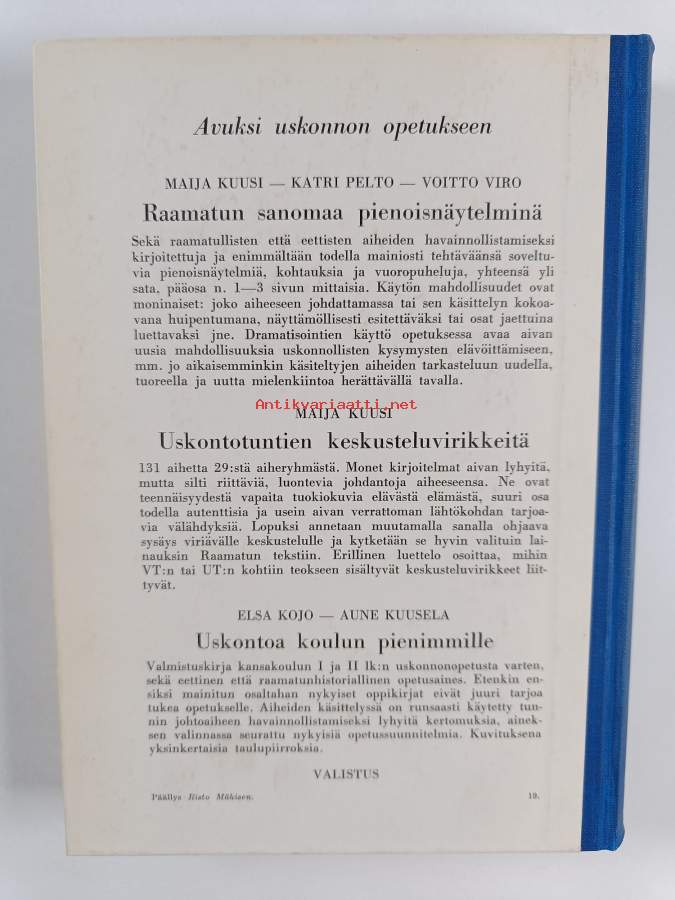 Avuksi uskonnon opetukseen
MAIJA KUUSI — KATRI PELTO — VOITTO VIRO
Raamatun sanomaa pienoisnäytelminä
Sekä raamatullisten että eettisten aiheiden havainnollistamiseksi
kirjoitettuja ja enimmältään todella mainiosti tehtäväänsä soveltu-
via pienoisnäytelmiä, kohtauksia ja vuoropuheluja, yhteensä yli
sata, pääosa n. 1—3 sivun mittaisia. Käytön mahdollisuudet ovat
moninaiset: joko aiheeseen johdattamassa tai sen käsittelyn kokoa-
vana huipentumana, näyttämöllisesti esitettäväksi tai osat jaettuina
luettavaksi jne. Dramatisointien käyttö opetuksessa avaa aivan
uusia mahdollisuuksia uskonnollisten kysymysten elävöittämiseen,
mm. jo aikaisemminkin käsiteltyjen aiheiden tarkasteluun uudella,
tuoreella ja uutta mielenkiintoa herättävällä tavalla.
Antikvariaatti.net
MAIJA KUUSI
Uskontotuntien keskusteluvirikkeitä
131 aihetta 29:stä aiheryhmästä. Monet kirjoitelmat aivan lyhyitä,
mutta silti riittäviä, luontevia johdantoja aiheeseensa. Ne ovat
teennäisyydestä vapaita tuokiokuvia elävästä elämästä, suuri osa
todella autenttisia ja usein aivan verrattoman lähtökohdan tarjoa-
via välähdyksiä. Lopuksi annetaan muutamalla sanalla ohjaava
sysäys viriävälle keskustelulle ja kytketään se hyvin valituin lai-
nauksin Raamatun tekstiin. Erillinen luettelo osoittaa, mihin
VT:n tai UT:n kohtiin teokseen sisältyvät keskusteluvirikkeet liit-
tyvät.
ELSA KOJO — AUNE KUUSELA
Uskontoa koulun pienimmille
Valmistuskirja kansakoulun I ja II lk:n uskonnonopetusta varten,
sekä eettinen että raamatunhistoriallinen opetusaines. Etenkin en-
siksi mainitun osaltahan nykyiset oppikirjat eivät juuri tarjoa
tukea opetukselle. Aiheiden käsittelyssä on runsaasti käytetty tun-
nin johtoaiheen havainnollistamiseksi lyhyitä kertomuksia, ainek-
sen valinnassa seurattu nykyisiä opetussuunnitelmia. Kuvituksena
yksinkertaisia taulupiirroksia.
VALISTUS
Päällys Risto Mäkisen.
19.